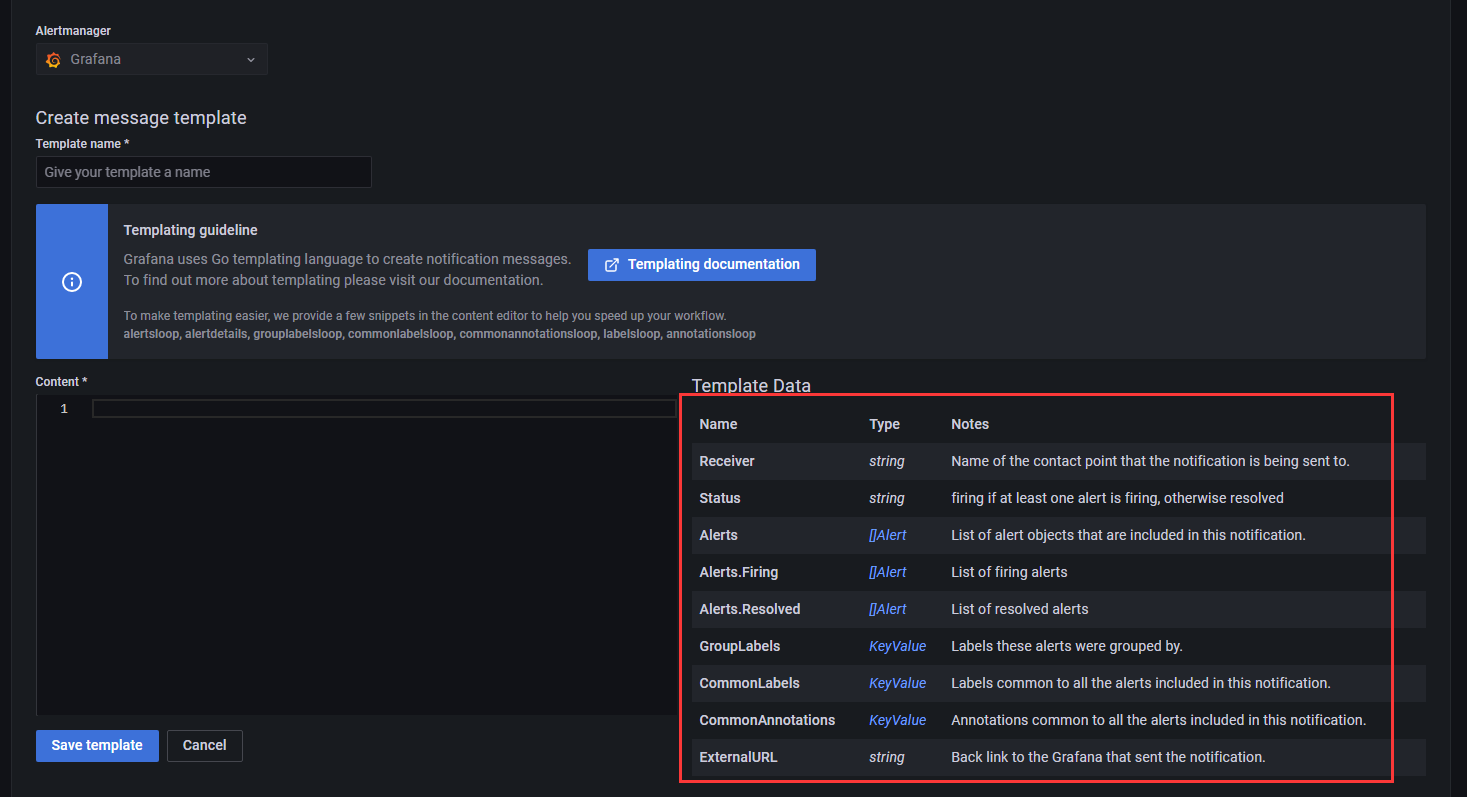 Alertmanager
Grafana
Create message template
Template name *
Give your template a name
Templating guideline
Grafana uses Go templating language to create notification messages.
To find out more about templating please visit our documentation.
Templating documentation
To make templating easier, we provide a few snippets in the content editor to help you speed up your workflow.
alertsloop, alertdetails, grouplabelsloop, commonlabelsloop, commonannotationsloop, labelsloop, annotationsloop
Content *
1
Save template Cancel
Template Data
Name Type Notes
Receiver string Name of the contact point that the notification is being sent to.
Status string firing if at least one alert is firing, otherwise resolved
Alerts []Alert List of alert objects that are included in this notification.
Alerts.Firing []Alert List of firing alerts
Alerts.Resolved []Alert List of resolved alerts
GroupLabels KeyValue Labels these alerts were grouped by.
CommonLabels KeyValue Labels common to all the alerts included in this notification.
CommonAnnotations KeyValue Annotations common to all the alerts included in this notification.
ExternalURL string Back link to the Grafana that sent the notification.